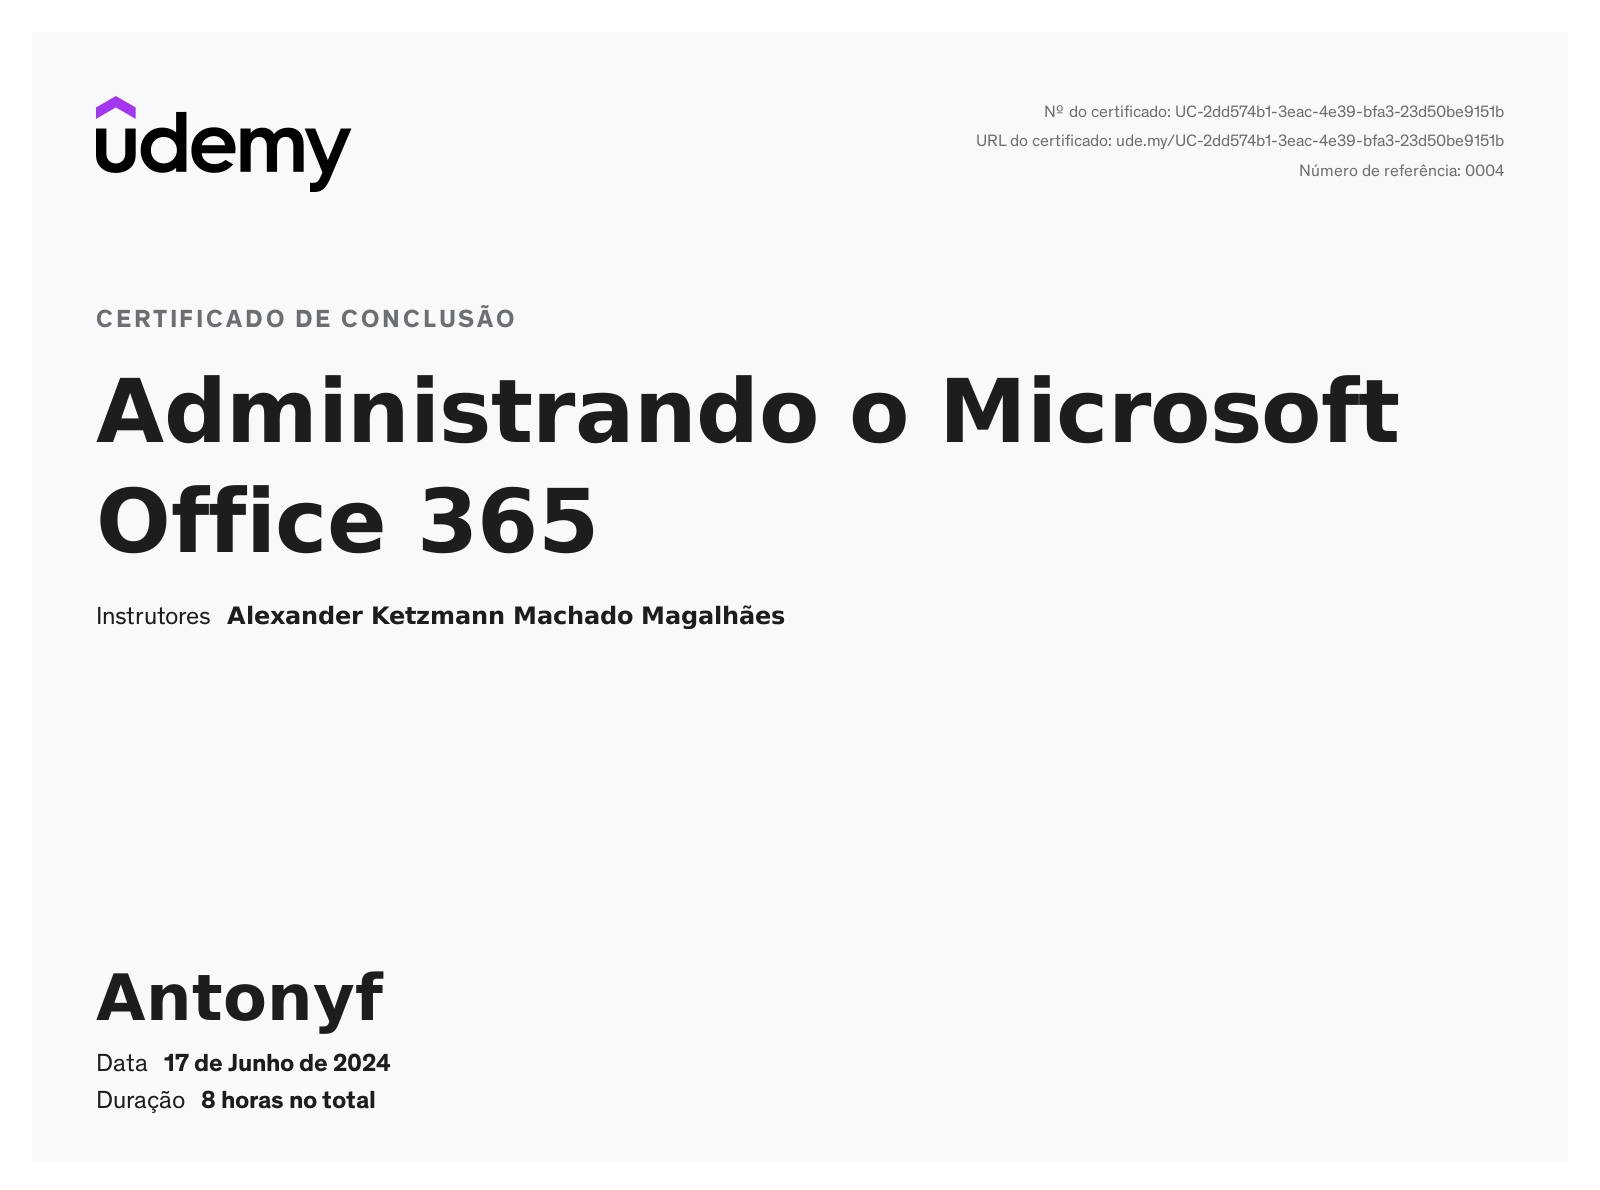 udemy
Nº do certificado: UC-2dd574b1-3eac-4e39-bfa3-23d50be9151b
URL do certificado: ude.my/UC-2dd574b1-3eac-4e39-bfa3-23d50be9151b
Número de referência: 0004
CERTIFICADO DE CONCLUSÃO
Administrando o Microsoft
Office 365
Instrutores Alexander Ketzmann Machado Magalhães
Antonyf
Data 17 de Junho de 2024
Duração 8 horas no total